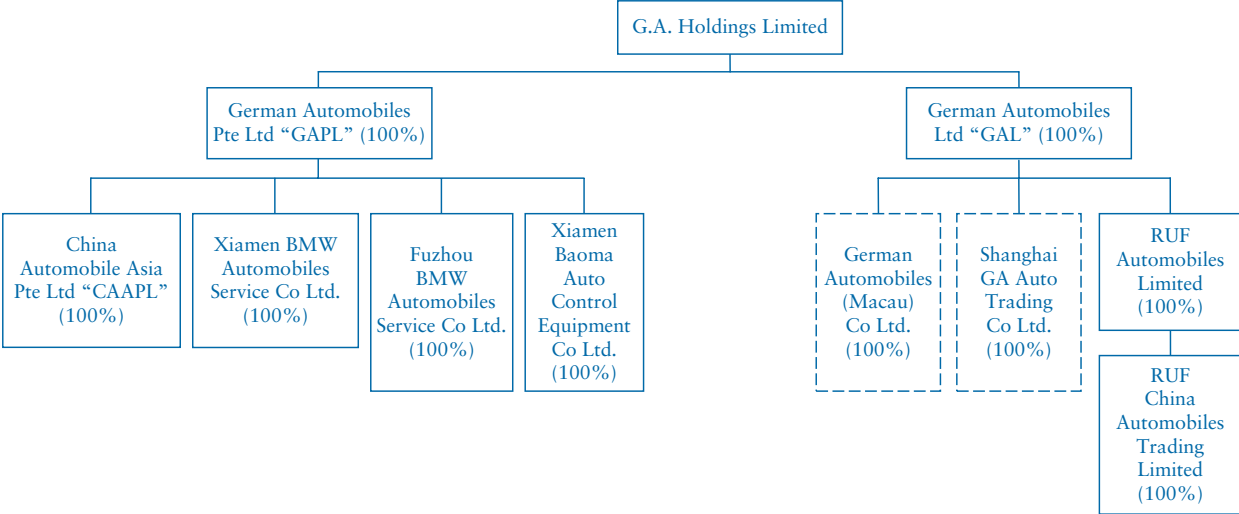 G.A. Holdings Limited
German Automobiles
Pte Ltd “GAPL” (100%)
German Automobiles
Ltd “GAL” (100%)
China
Automobile Asia
Pte Ltd “CAAPL”
(100%)
Xiamen BMW
Automobiles
Service Co Ltd.
(100%)
Fuzhou
BMW
Automobiles
Service Co Ltd.
(100%)
Xiamen
Baoma
Auto
Control
Equipment
Co Ltd.
(100%)
German
Automobiles
(Macau)
Co Ltd.
(100%)
Shanghai
GA Auto
Trading
Co Ltd.
(100%)
RUF
Automobiles
Limited
(100%)
RUF
China
Automobiles
Trading
Limited
(100%)